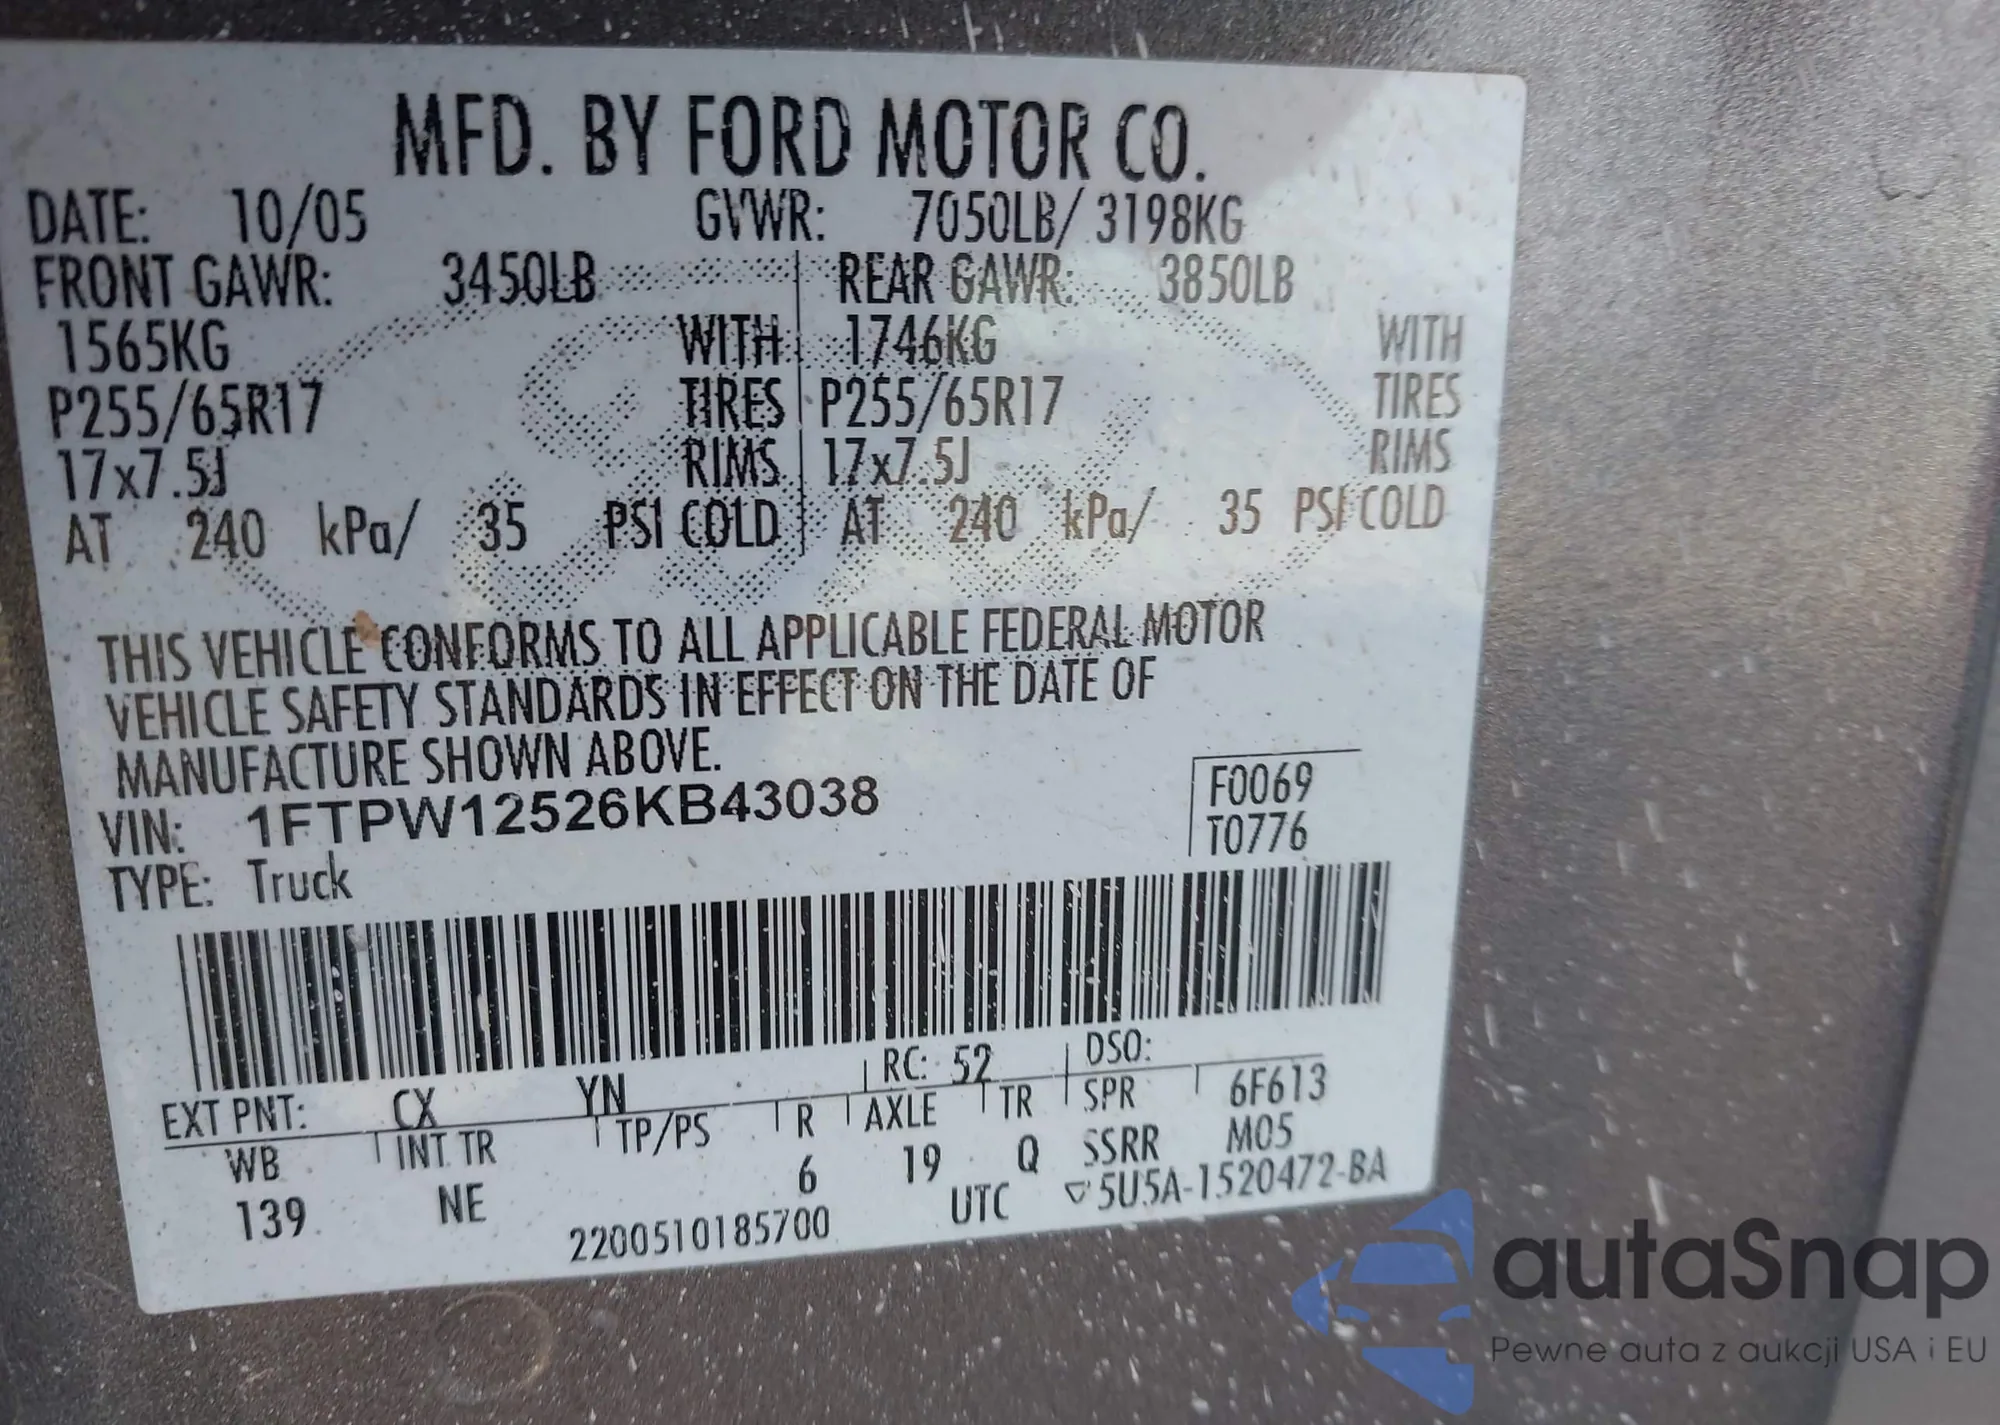 MFD. BY FORD MOTOR CO.
DATE: 10/05 GVWR: 7050LB/ 3198KG
FRONT GAWR: 3450LB REAR GAWR: 3850LB
1565KG WITH 1746KG WITH
P255/65R17 TIRES P255/65R17 TIRES
17x7.5J RIMS 17x7.5J RIMS
AT 240 kPa/ 35 PSI COLD AT 240 kPa/ 35 PSI COLD
THIS VEHICLE CONFORMS TO ALL APPLICABLE FEDERAL MOTOR
VEHICLE SAFETY STANDARDS IN EFFECT ON THE DATE OF
MANUFACTURE SHOWN ABOVE.
VIN: 1FTPW12526KB43038
F0069
T0776
TYPE: Truck
EXT PNT: CX YN RC: 52 DSO:
WB INT TR TP/PS R AXLE TR SPR 6F613
139 NE 6 19 Q SSRR M05
2200510185700 UTC ▽5U5A-1520472-BA
autaSnap
Pewne auta z aukcji USA i EU